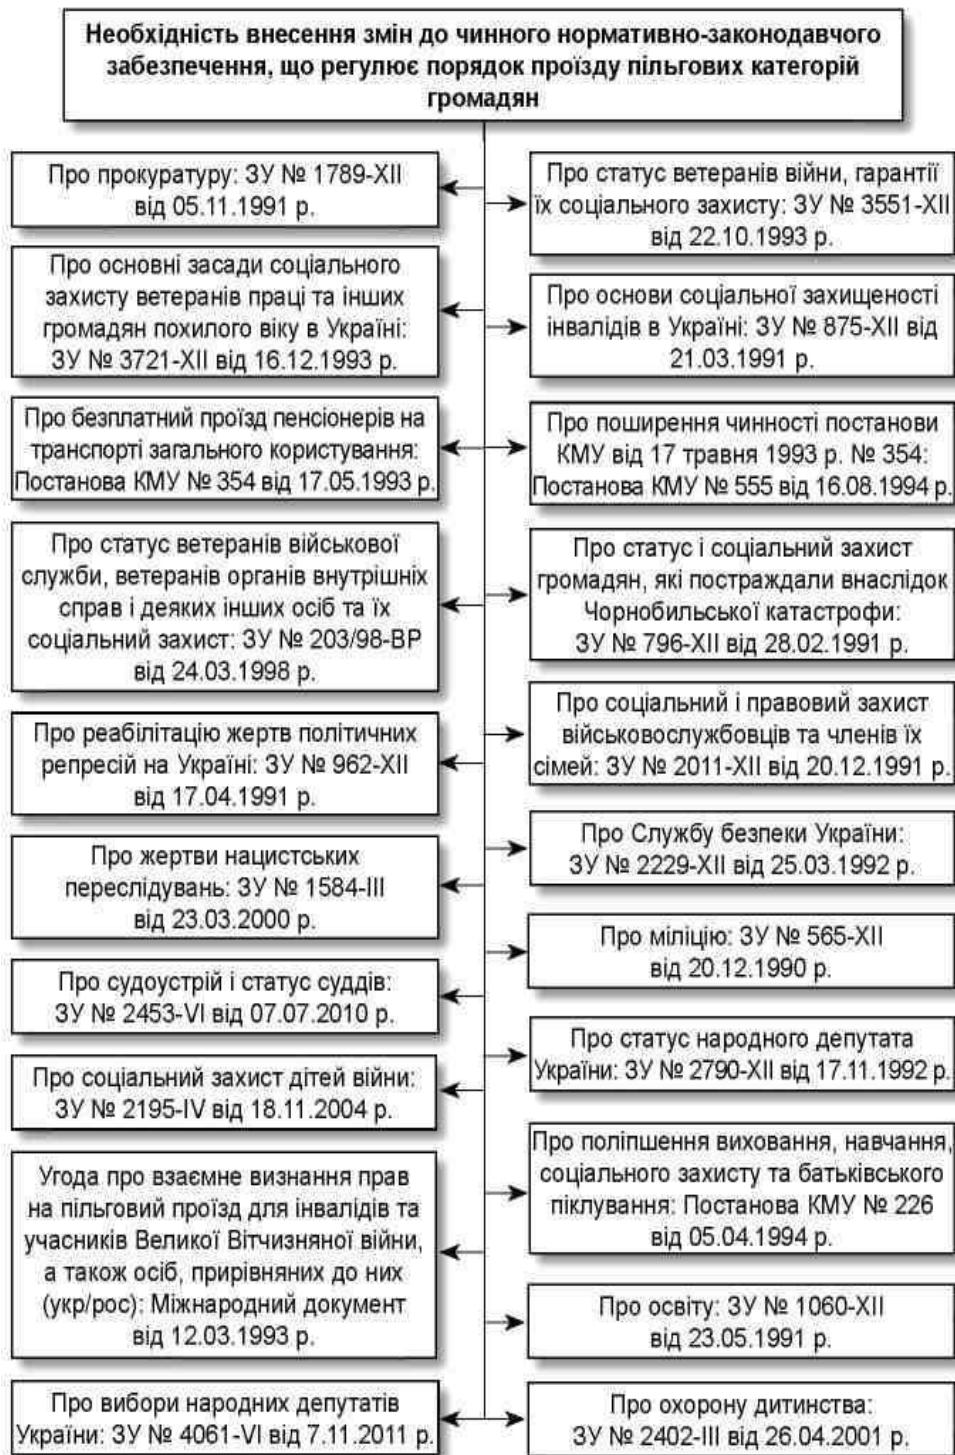 Необхідність внесення змін до чинного нормативно-законодавчого
забезпечення, що регулює порядок проїзду пільгових категорій
громадян
Про прокуратуру: ЗУ № 1789-XII
від 05.11.1991 р.
Про основні засади соціального
захисту ветеранів праці та інших
громадян похилого віку в Україні:
ЗУ № 3721-XII від 16.12.1993 р.
Про безплатний проїзд пенсіонерів на
транспорті загального користування:
Постанова КМУ № 354 від 17.05.1993 р.
Про статус ветеранів військової
служби, ветеранів органів внутрішніх
справ і деяких інших осіб та їх
соціальний захист: ЗУ № 203/98-ВР
від 24.03.1998 р.
Про реабілітацію жертв політичних
репресій на Україні: ЗУ № 962-XII
від 17.04.1991 р.
Про жертви нацистських
переслідувань: ЗУ № 1584-III
від 23.03.2000 р.
Про судоустрій і статус суддів:
ЗУ № 2453-VI від 07.07.2010 р.
Про соціальний захист дітей війни:
ЗУ № 2195-IV від 18.11.2004 р.
Угода про взаємне визнання прав
на пільговий проїзд для інвалідів та
учасників Великої Вітчизняної війни,
а також осіб, прирівняних до них
(укр/рос): Міжнародний документ
від 12.03.1993 р.
Про вибори народних депутатів
України: ЗУ № 4061-VI від 7.11.2011 р.
Про статус ветеранів війни, гарантії
їх соціального захисту: ЗУ № 3551-XII
від 22.10.1993 р.
Про основи соціальної захищеності
інвалідів в Україні: ЗУ № 875-XII від
21.03.1991 р.
Про поширення чинності постанови
КМУ від 17 травня 1993 р. № 354:
Постанова КМУ № 555 від 16.08.1994 р.
Про статус і соціальний захист
громадян, які постраждали внаслідок
Чорнобильської катастрофи:
ЗУ № 796-XII від 28.02.1991 р.
Про соціальний і правовий захист
військовослужбовців та членів їх
сімей: ЗУ № 2011-XII від 20.12.1991 р.
Про Службу безпеки України:
ЗУ № 2229-XII від 25.03.1992 р.
Про міліцію: ЗУ № 565-XII
від 20.12.1990 р.
Про статус народного депутата
України: ЗУ № 2790-XII від 17.11.1992 р.
Про поліпшення виховання, навчання,
соціального захисту та батьківського
піклування: Постанова КМУ № 226
від 05.04.1994 р.
Про освіту: ЗУ № 1060-XII
від 23.05.1991 р.
Про охорону дитинства:
ЗУ № 2402-III від 26.04.2001 р.